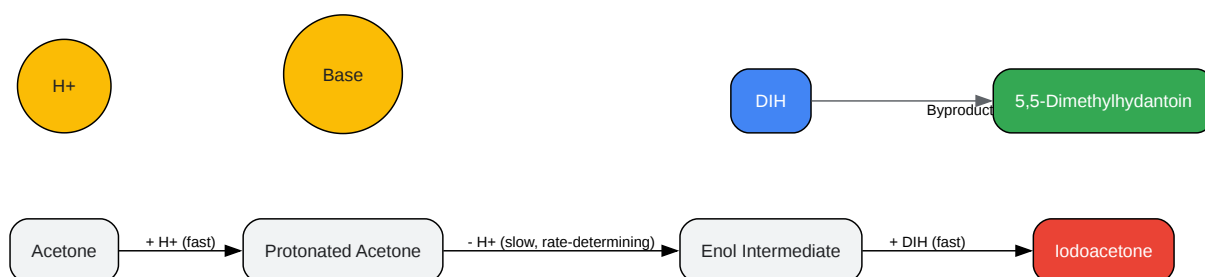 H+
Base
DIH
Byproduct
5,5-Dimethylhydantoin
Acetone
+ H+ (fast)
Protonated Acetone
- H+ (slow, rate-determining)
Enol Intermediate
+ DIH (fast)
Iodoacetone